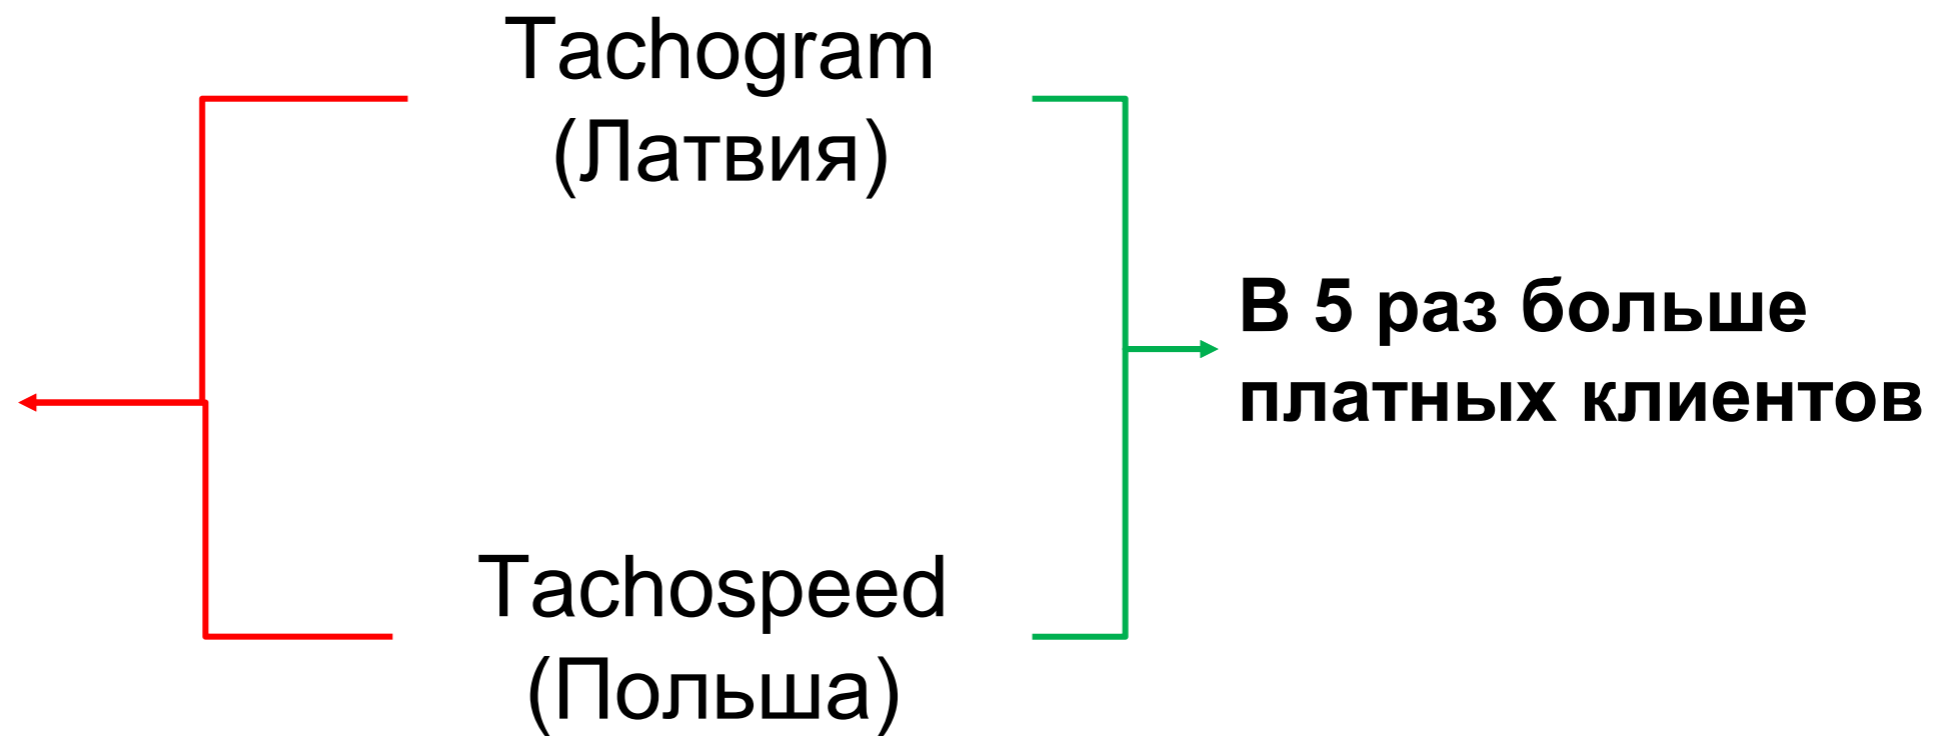 Tachogram
(Латвия)
В 5 раз больше
платных клиентов
Tachospeed
(Польша)